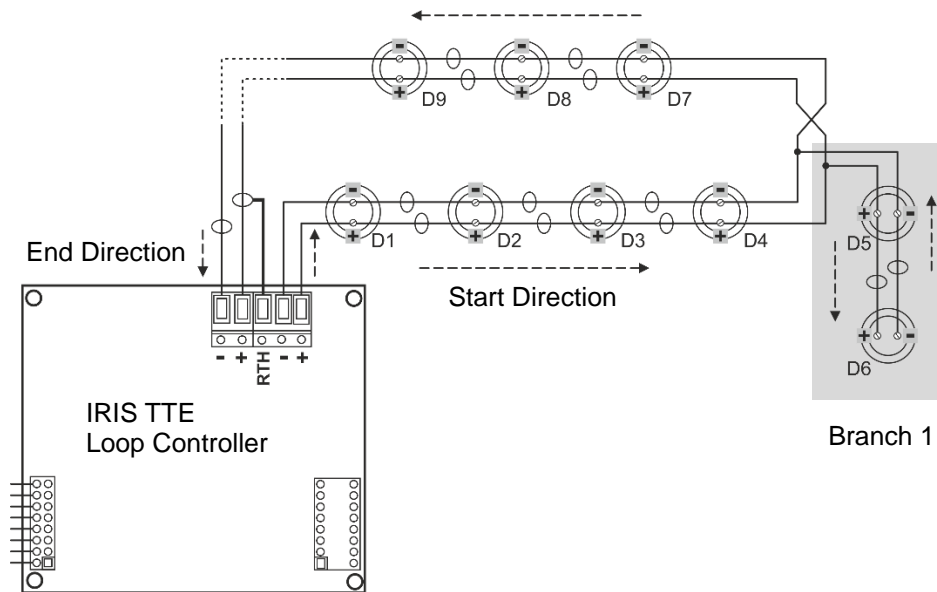 -
-
-
+
+
+
D9
D8
D7
-
-
-
-
+
+
+
+
D1
D2
D3
D4
+
-
D5
End Direction
Start Direction
+
-
D6
- + RTH - +
IRIS TTE
Loop Controller
Branch 1